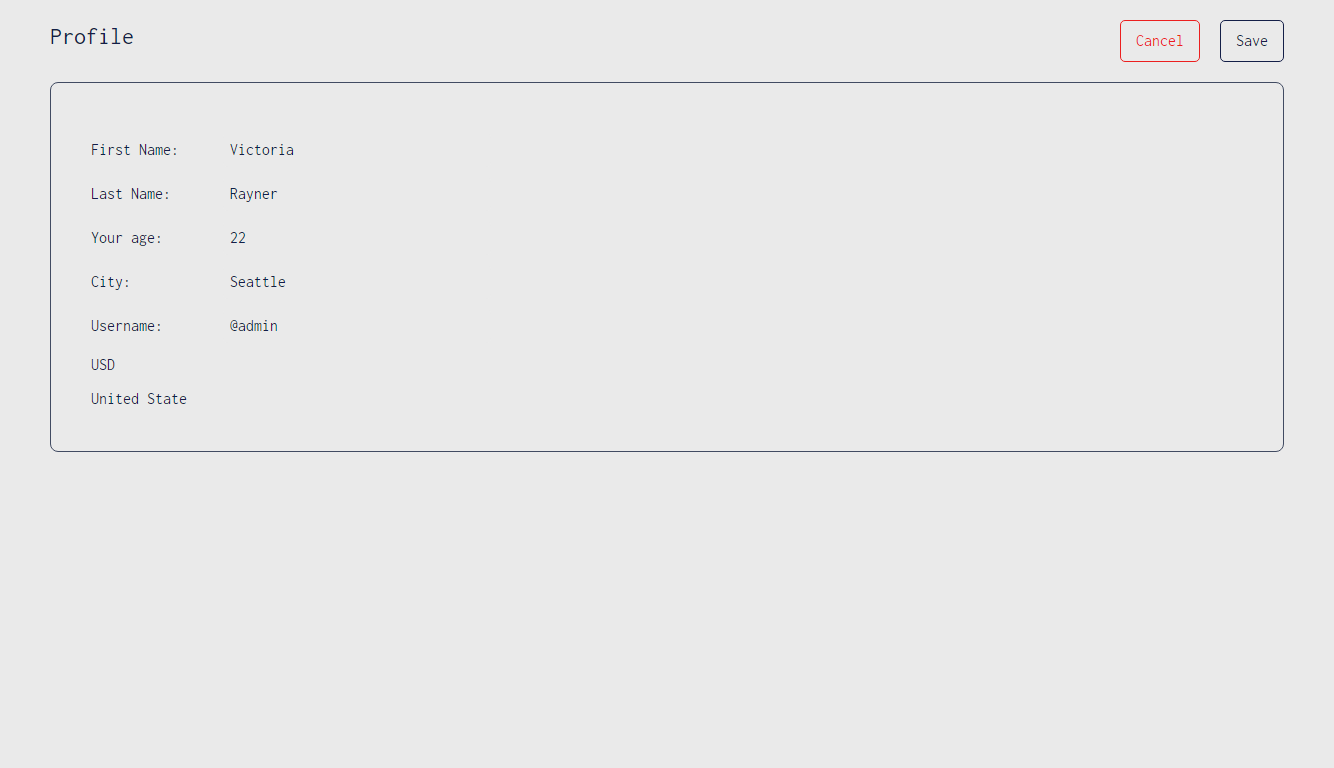 Profile
Cancel
Save
First Name: Victoria
Last Name: Rayner
Your age: 22
City: Seattle
Username: @admin
USD
United State